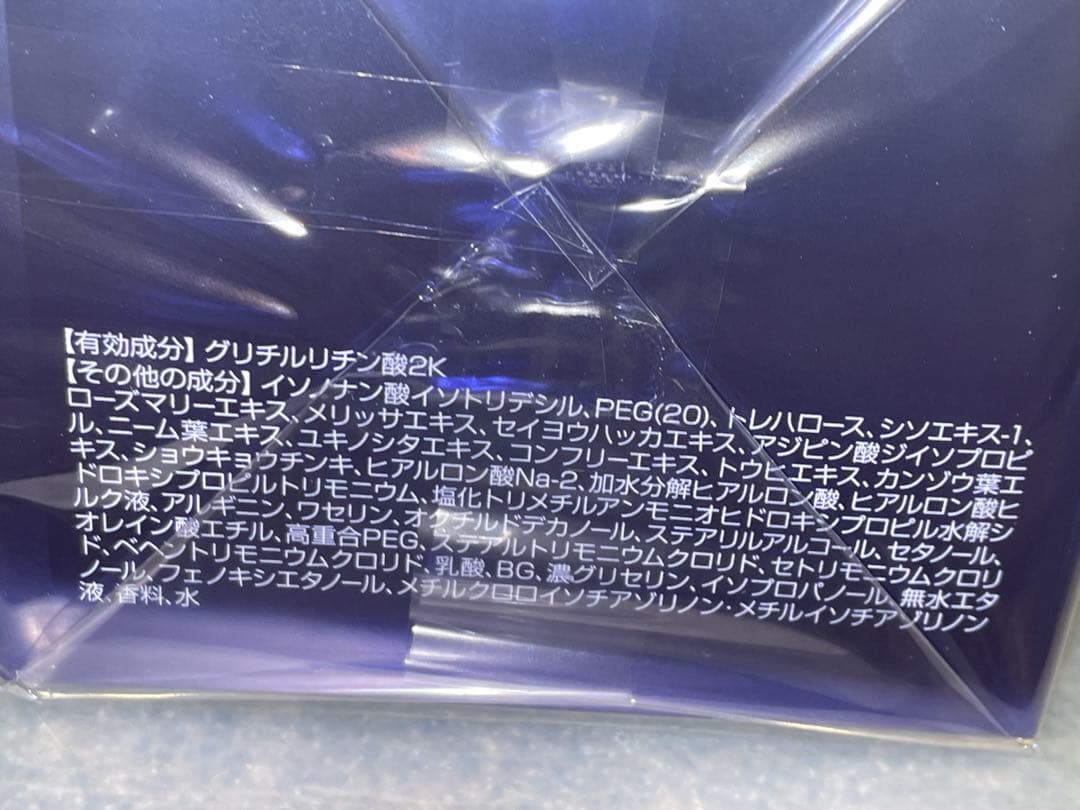 【有効成分】グリチルリチン酸2K
【その他の成分】イソノナン酸イソトリデシル、PEG(20)、トレハロース、シソエキス-1、
ローズマリーエキス、メリッサエキス、セイヨウハッカエキス、アジピン酸ジイソプロピ
ル、ニーム葉エキス、ユキノシタエキス、コンフリーエキス、トウヒエキス、カンゾウ葉エ
キス、ショウキョウチンキ、ヒアルロン酸Na-2、加水分解ヒアルロン酸、ヒアルロン酸ヒ
ドロキシプロピルトリモニウム、塩化トリメチルアンモニオヒドロキシプロピル水解シ
ルク液、アルギニン、ワセリン、オクチルドデカノール、ステアリルアルコール、セタノール、
オレイン酸エチル、高重合PEG、ステアルトリモニウムクロリド、セトリモニウムクロリ
ド、ベヘントリモニウムクロリド、乳酸、BG、濃グリセリン、イソプロパノール、無水エタ
ノール、フェノキシエタノール、メチルクロロイソチアゾリノン・メチルイソチアゾリノン
液、香料、水